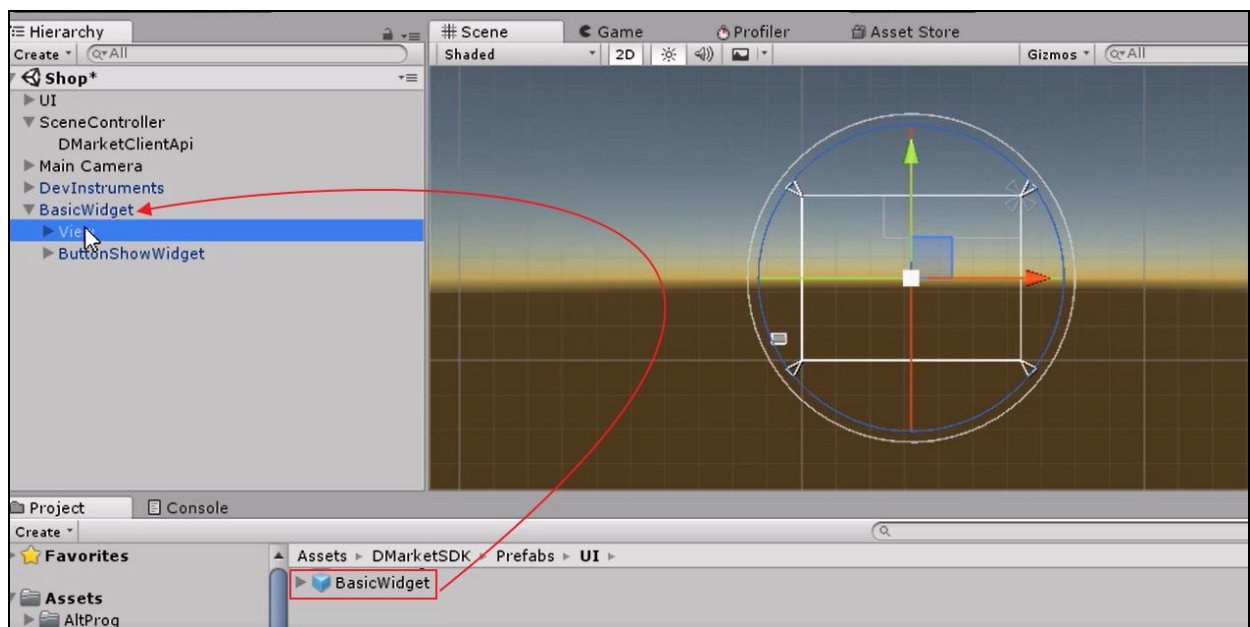 Hierarchy
Create
All
Shop*
UI
SceneController
DMarketClientApi
Main Camera
DevInstruments
BasicWidget
View
ButtonShowWidget
Scene Game Profiler Asset Store
Shaded 2D Gizmos All
Project Console
Create
Favorites
Assets
AltProg
Assets DMarketSDK Prefabs UI
BasicWidget